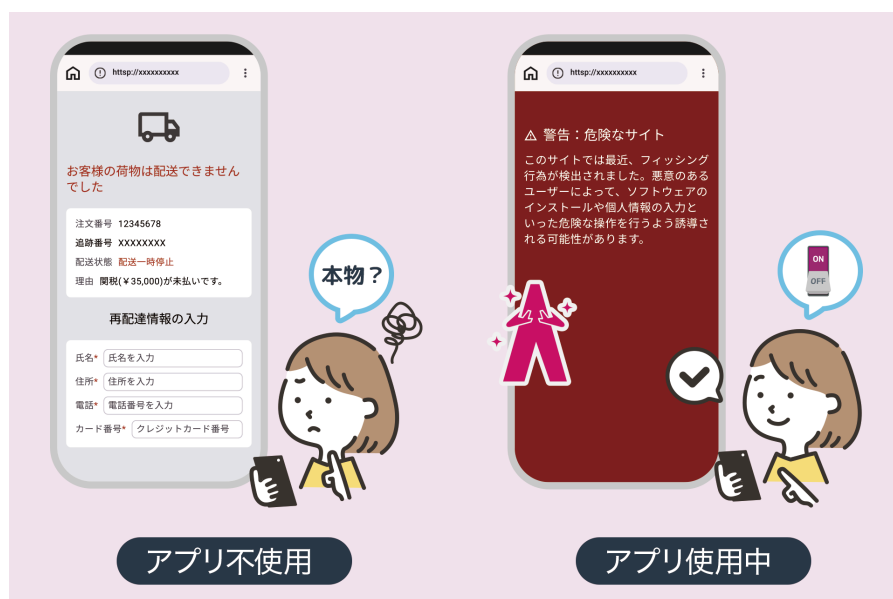 httsp://xxxxxxxxxx
お客様の荷物は配送できません
でした
注文番号 12345678
追跡番号 XXXXXXXX
配送状態 配送一時停止
理由 関税(¥35,000)が未払いです。
再配達情報の入力
氏名* 氏名を入力
住所* 住所を入力
電話* 電話番号を入力
カード番号* クレジットカード番号
本物？
アプリ不使用
httsp://xxxxxxxxxx
警告：危険なサイト
このサイトでは最近、フィッシング
行為が検出されました。悪意のある
ユーザーによって、ソフトウェアの
インストールや個人情報の入力と
いった危険な操作を行うよう誘導さ
れる可能性があります。
ON
OFF
アプリ使用中